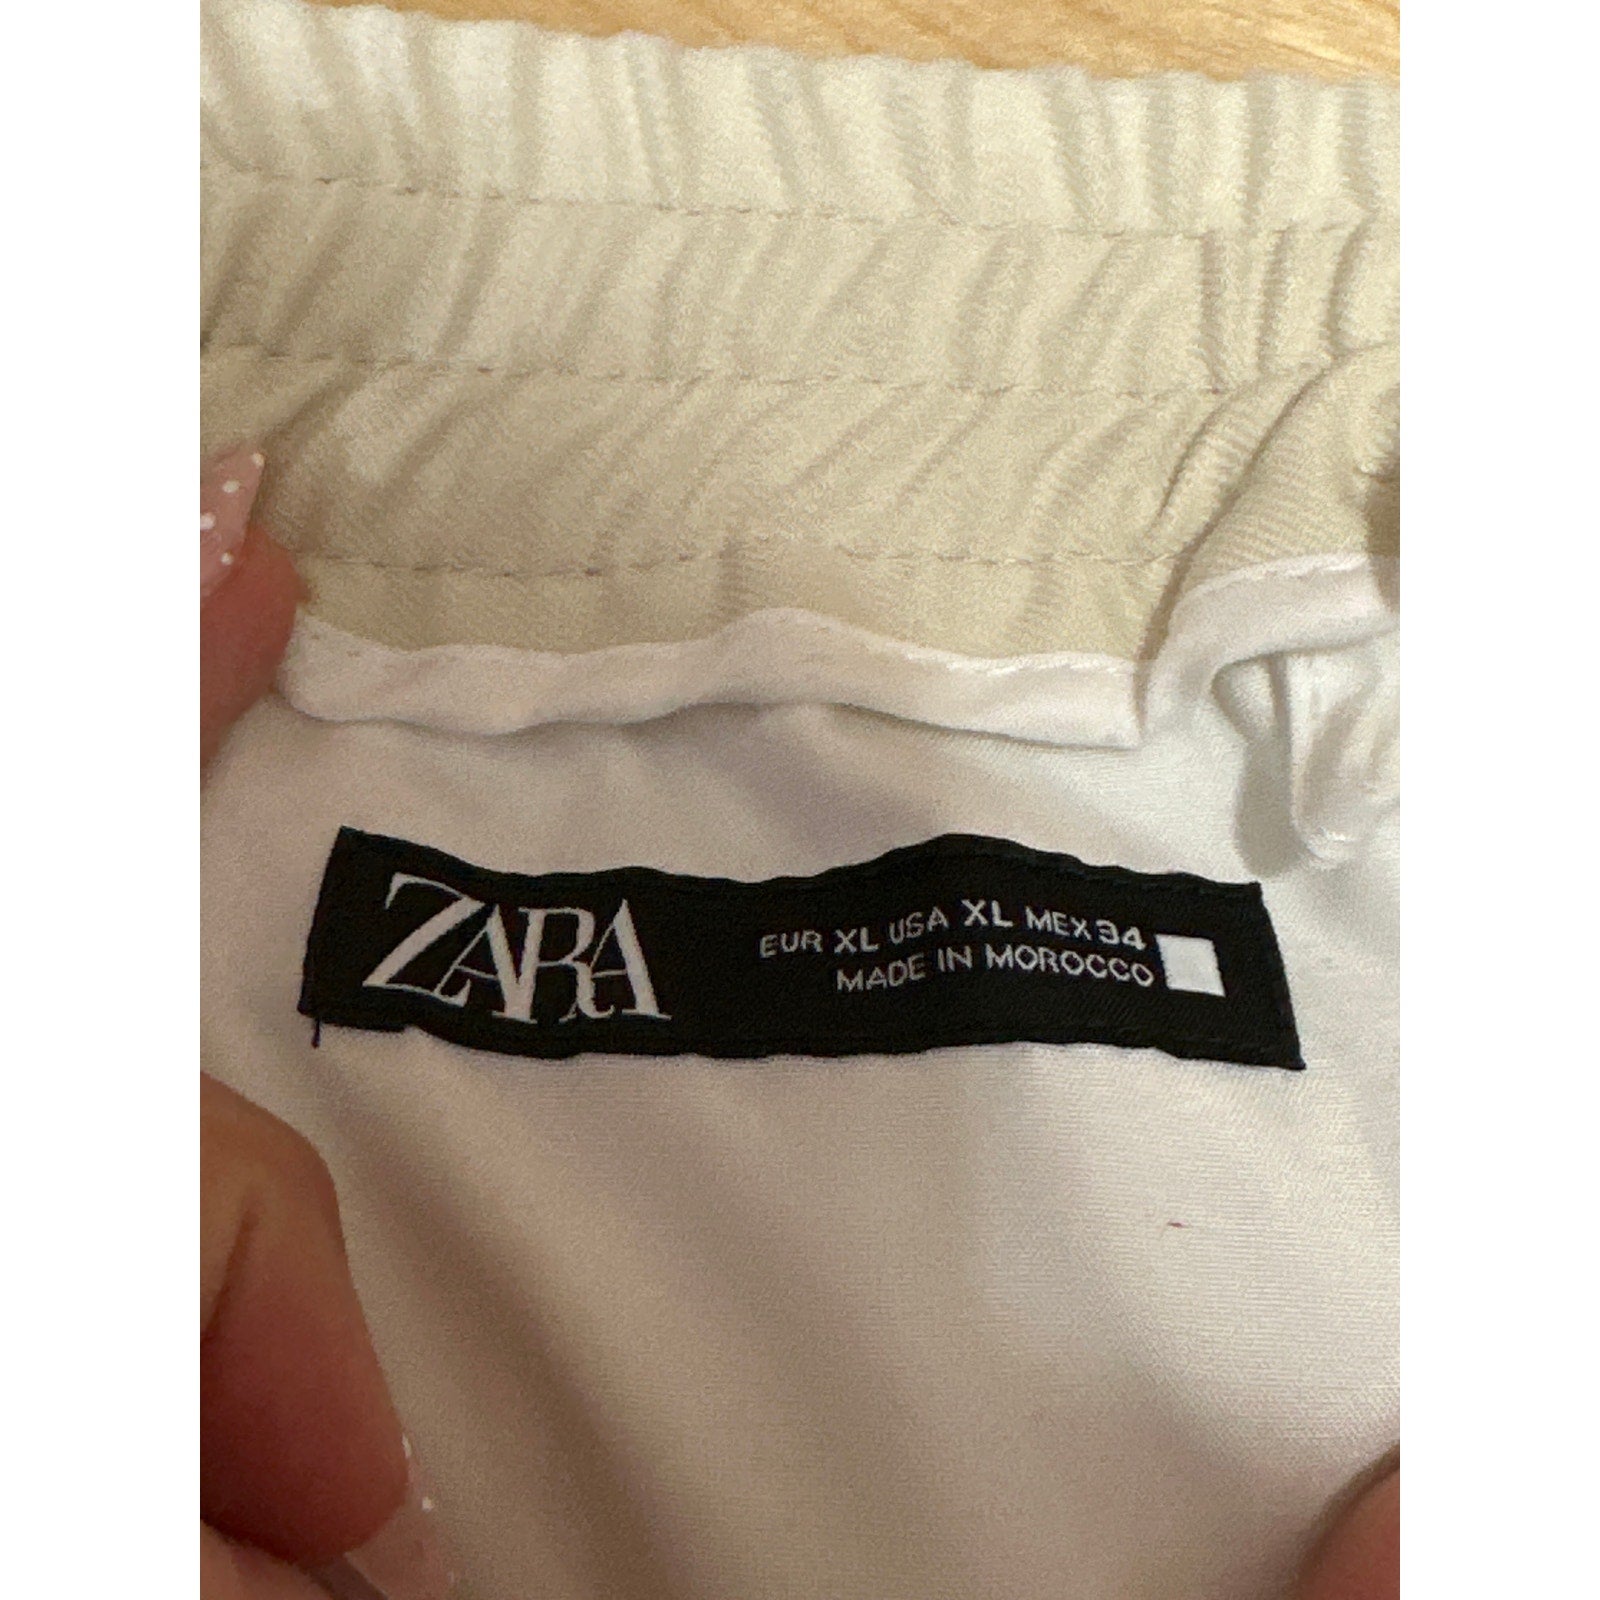 ZARA
EUR XL USA XL MEX 34
MADE IN MOROCCO